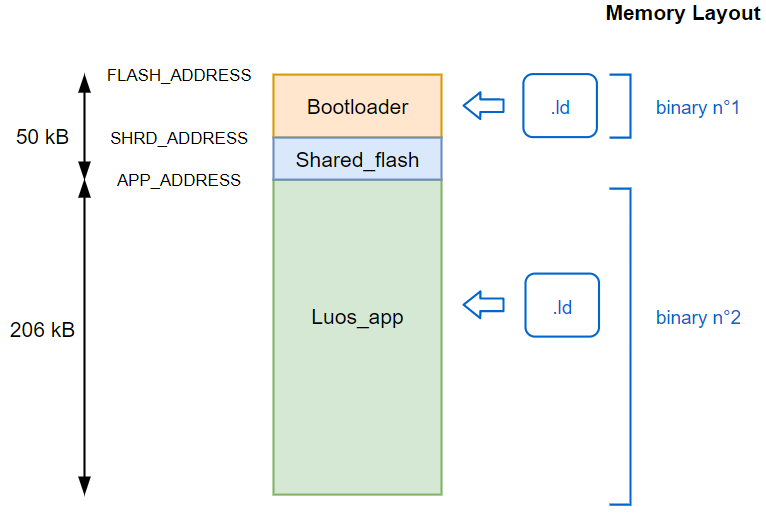 Memory Layout
FLASH_ADDRESS
Bootloader
.ld
binary n°1
50 kB
SHRD_ADDRESS
Shared_flash
APP_ADDRESS
Luos_app
.ld
binary n°2
206 kB